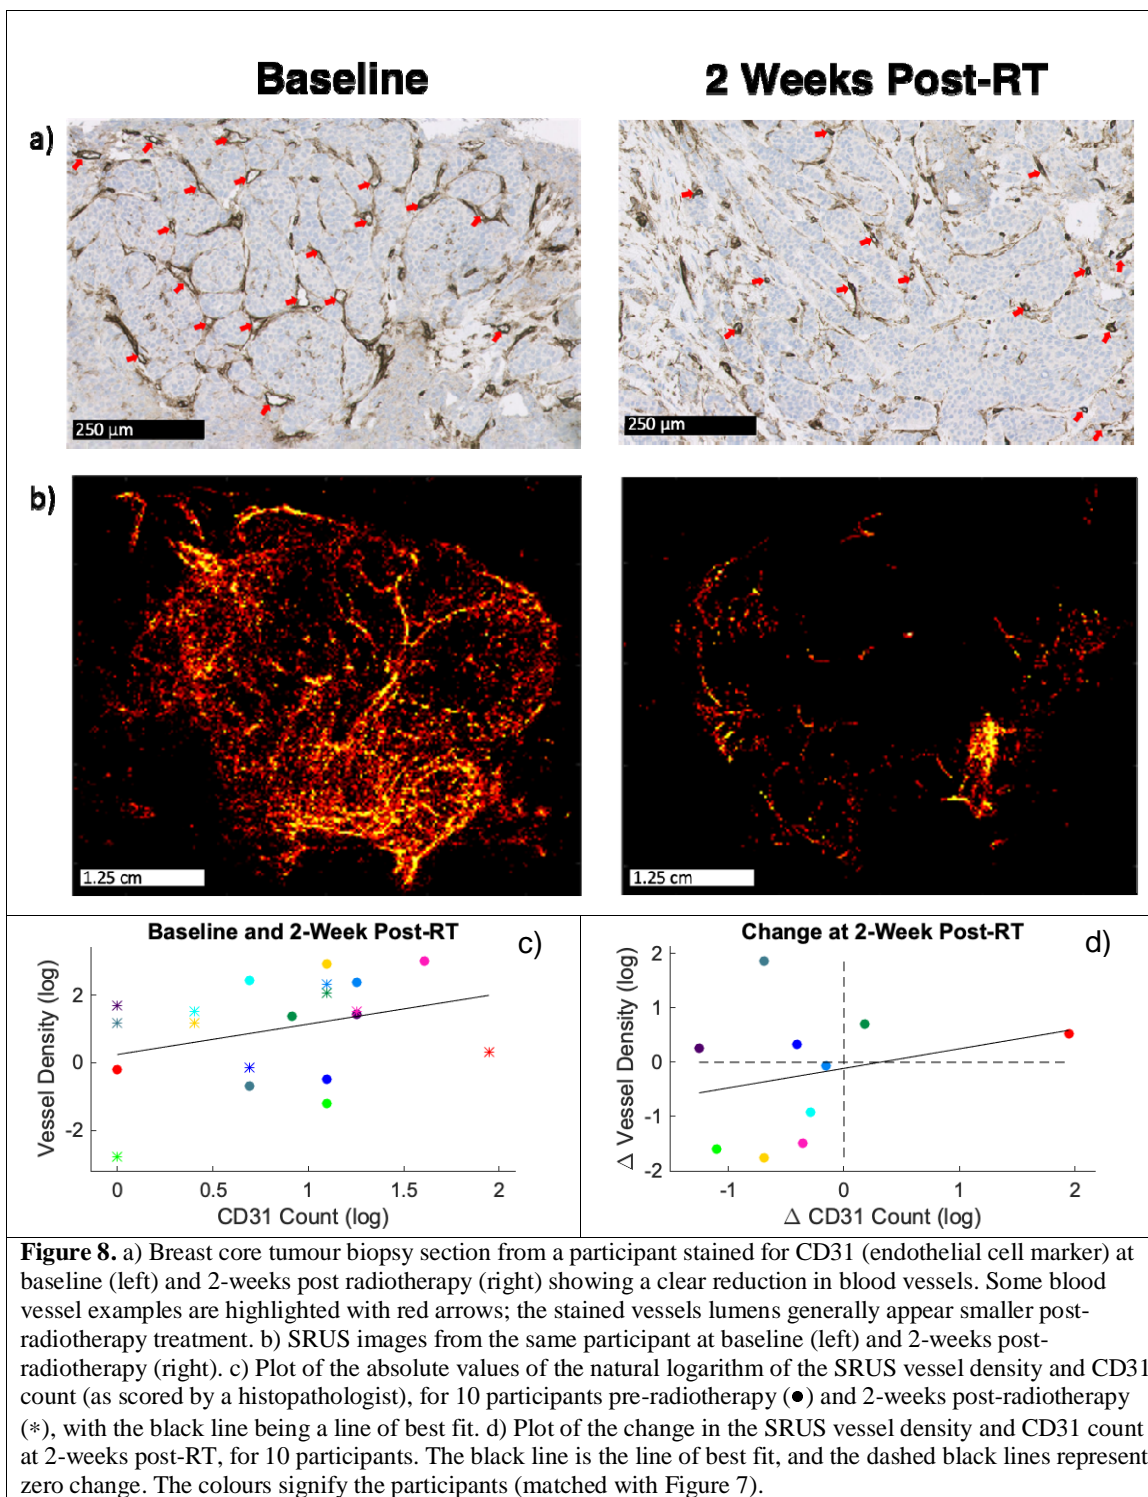 Baseline
2 Weeks Post-RT
a)
250 µm
250 µm
b)
1.25 cm
1.25 cm
Baseline and 2-Week Post-RT
c)
Vessel Density (log)
2
0
-2
0
0.5
1
1.5
2
CD31 Count (log)
Change at 2-Week Post-RT
d)
Δ Vessel Density (log)
2
1
0
-1
-2
-1
0
1
2
Δ CD31 Count (log)
Figure 8. a) Breast core tumour biopsy section from a participant stained for CD31 (endothelial cell marker) at
baseline (left) and 2-weeks post radiotherapy (right) showing a clear reduction in blood vessels. Some blood
vessel examples are highlighted with red arrows; the stained vessels lumens generally appear smaller post-
radiotherapy treatment. b) SRUS images from the same participant at baseline (left) and 2-weeks post-
radiotherapy (right). c) Plot of the absolute values of the natural logarithm of the SRUS vessel density and CD31
count (as scored by a histopathologist), for 10 participants pre-radiotherapy (●) and 2-weeks post-radiotherapy
(*), with the black line being a line of best fit. d) Plot of the change in the SRUS vessel density and CD31 count
at 2-weeks post-RT, for 10 participants. The black line is the line of best fit, and the dashed black lines represent
zero change. The colours signify the participants (matched with Figure 7).